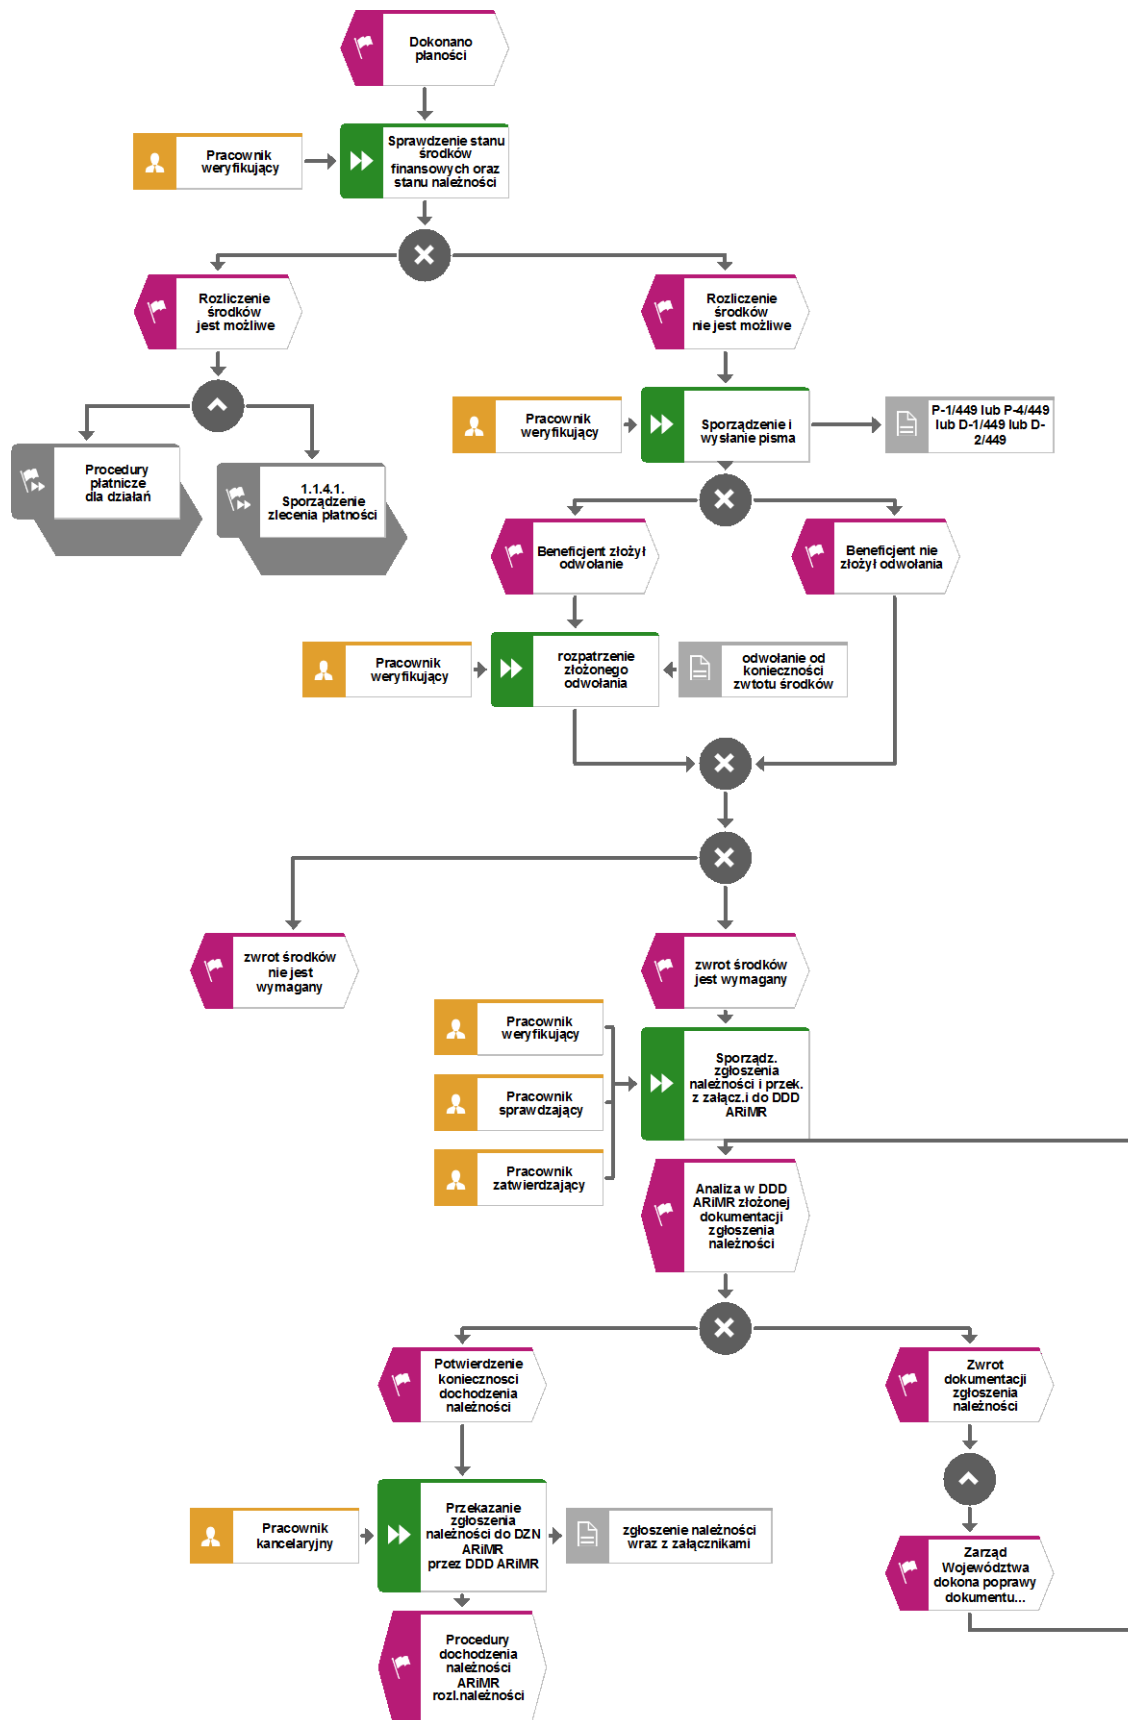 Dokonano
płaności
Pracownik
weryfikujący
Sprawdzenie stanu
środków
finansowych oraz
stanu należności
Rozliczenie
środków
jest możliwe
Rozliczenie
środków
nie jest możliwe
Procedury
płatnicze
dla działań
1.1.4.1.
Sporządzenie
zlecenia płatności
Pracownik
weryfikujący
Sporządzenie i
wysłanie pisma
P-1/449 lub P-4/449
lub D-1/449 lub D-
2/449
Beneficjent złożył
odwołanie
Beneficjent nie
złożył odwołania
Pracownik
weryfikujący
rozpatrzenie
złożonego
odwołania
odwołanie od
konieczności
zwtotu środków
zwrot środków
nie jest
wymagany
zwrot środków
jest wymagany
Pracownik
weryfikujący
Pracownik
sprawdzający
Pracownik
zatwierdzający
Sporządz.
zgłoszenia
należności i przek.
z załącz.i do DDD
ARiMR
Analiza w DDD
ARiMR złożonej
dokumentacji
zgłoszenia
należności
Potwierdzenie
koniecznosci
dochodzenia
należności
Zwrot
dokumentacji
zgłoszenia
należności
Pracownik
kancelaryjny
Przekazanie
zgłoszenia
należności do DZN
ARiMR
przez DDD ARiMR
zgłoszenie należności
wraz z załącznikami
Zarząd
Województwa
dokona poprawy
dokumentu...
Procedury
dochodzenia
należności
ARiMR
rozl.należności